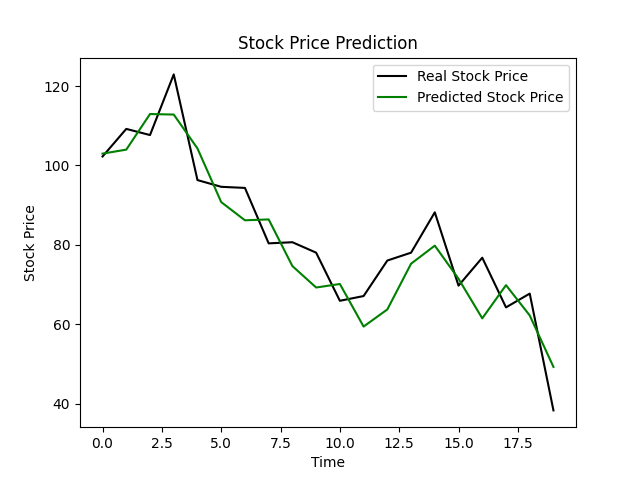 Stock Price Prediction
Real Stock Price
Predicted Stock Price
Stock Price
120
100
80
60
40
0.0 2.5 5.0 7.5 10.0 12.5 15.0 17.5
Time